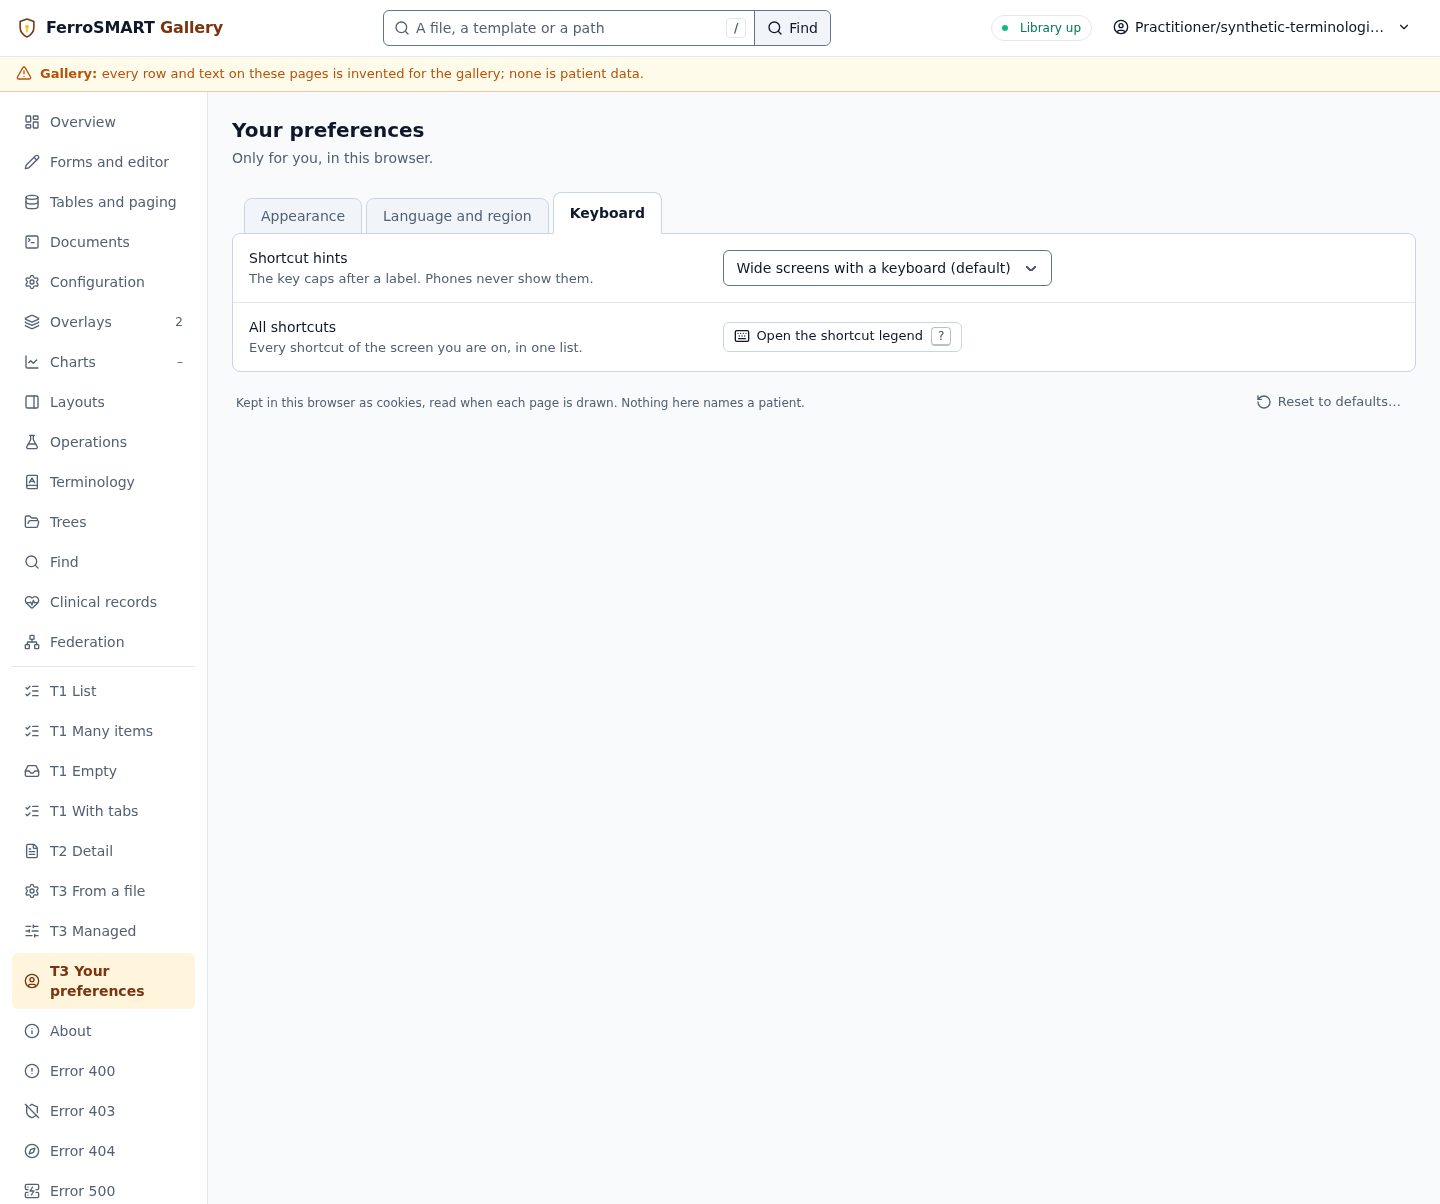 FerroSMART Gallery
A file, a template or a path
/
Find
Library up
Practitioner/synthetic-terminologi...
Gallery: every row and text on these pages is invented for the gallery; none is patient data.
Overview
Forms and editor
Tables and paging
Documents
Configuration
Overlays 2
Charts –
Layouts
Operations
Terminology
Trees
Find
Clinical records
Federation
T1 List
T1 Many items
T1 Empty
T1 With tabs
T2 Detail
T3 From a file
T3 Managed
T3 Your
preferences
About
Error 400
Error 403
Error 404
Error 500
Your preferences
Only for you, in this browser.
Appearance
Language and region
Keyboard
Shortcut hints
The key caps after a label. Phones never show them.
Wide screens with a keyboard (default)
All shortcuts
Every shortcut of the screen you are on, in one list.
Open the shortcut legend ?
Kept in this browser as cookies, read when each page is drawn. Nothing here names a patient.
Reset to defaults...